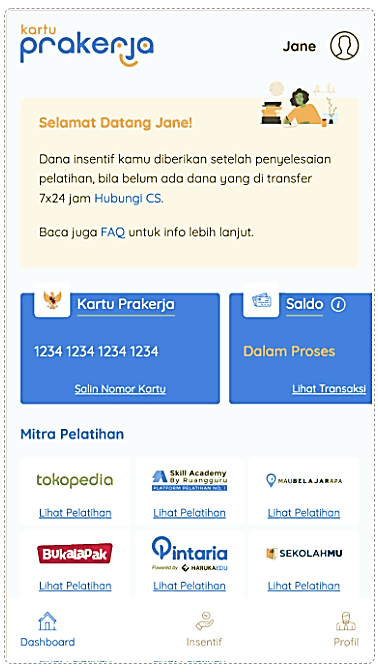 kartu
prakerja
Jane
Selamat Datang Jane!
Dana insentif kamu diberikan setelah penyelesaian
pelatihan, bila belum ada dana yang di transfer
7x24 jam Hubungi CS.
Baca juga FAQ untuk info lebih lanjut.
Kartu Prakerja
1234 1234 1234 1234
Salin Nomor Kartu
Saldo i
Dalam Proses
Lihat Transaksi
Mitra Pelatihan
tokopedia
Skill Academy
By Ruangguru
PLATFORM PELATIHAN NO. 1
MAUBELAJARAPA
Lihat Pelatihan
Lihat Pelatihan
Lihat Pelatihan
BukaLapak
Pintaria
Powered by HARUKAEDU
SEKOLAHMU
Lihat Pelatihan
Lihat Pelatihan
Lihat Pelatihan
Dashboard
Insentif
Profil